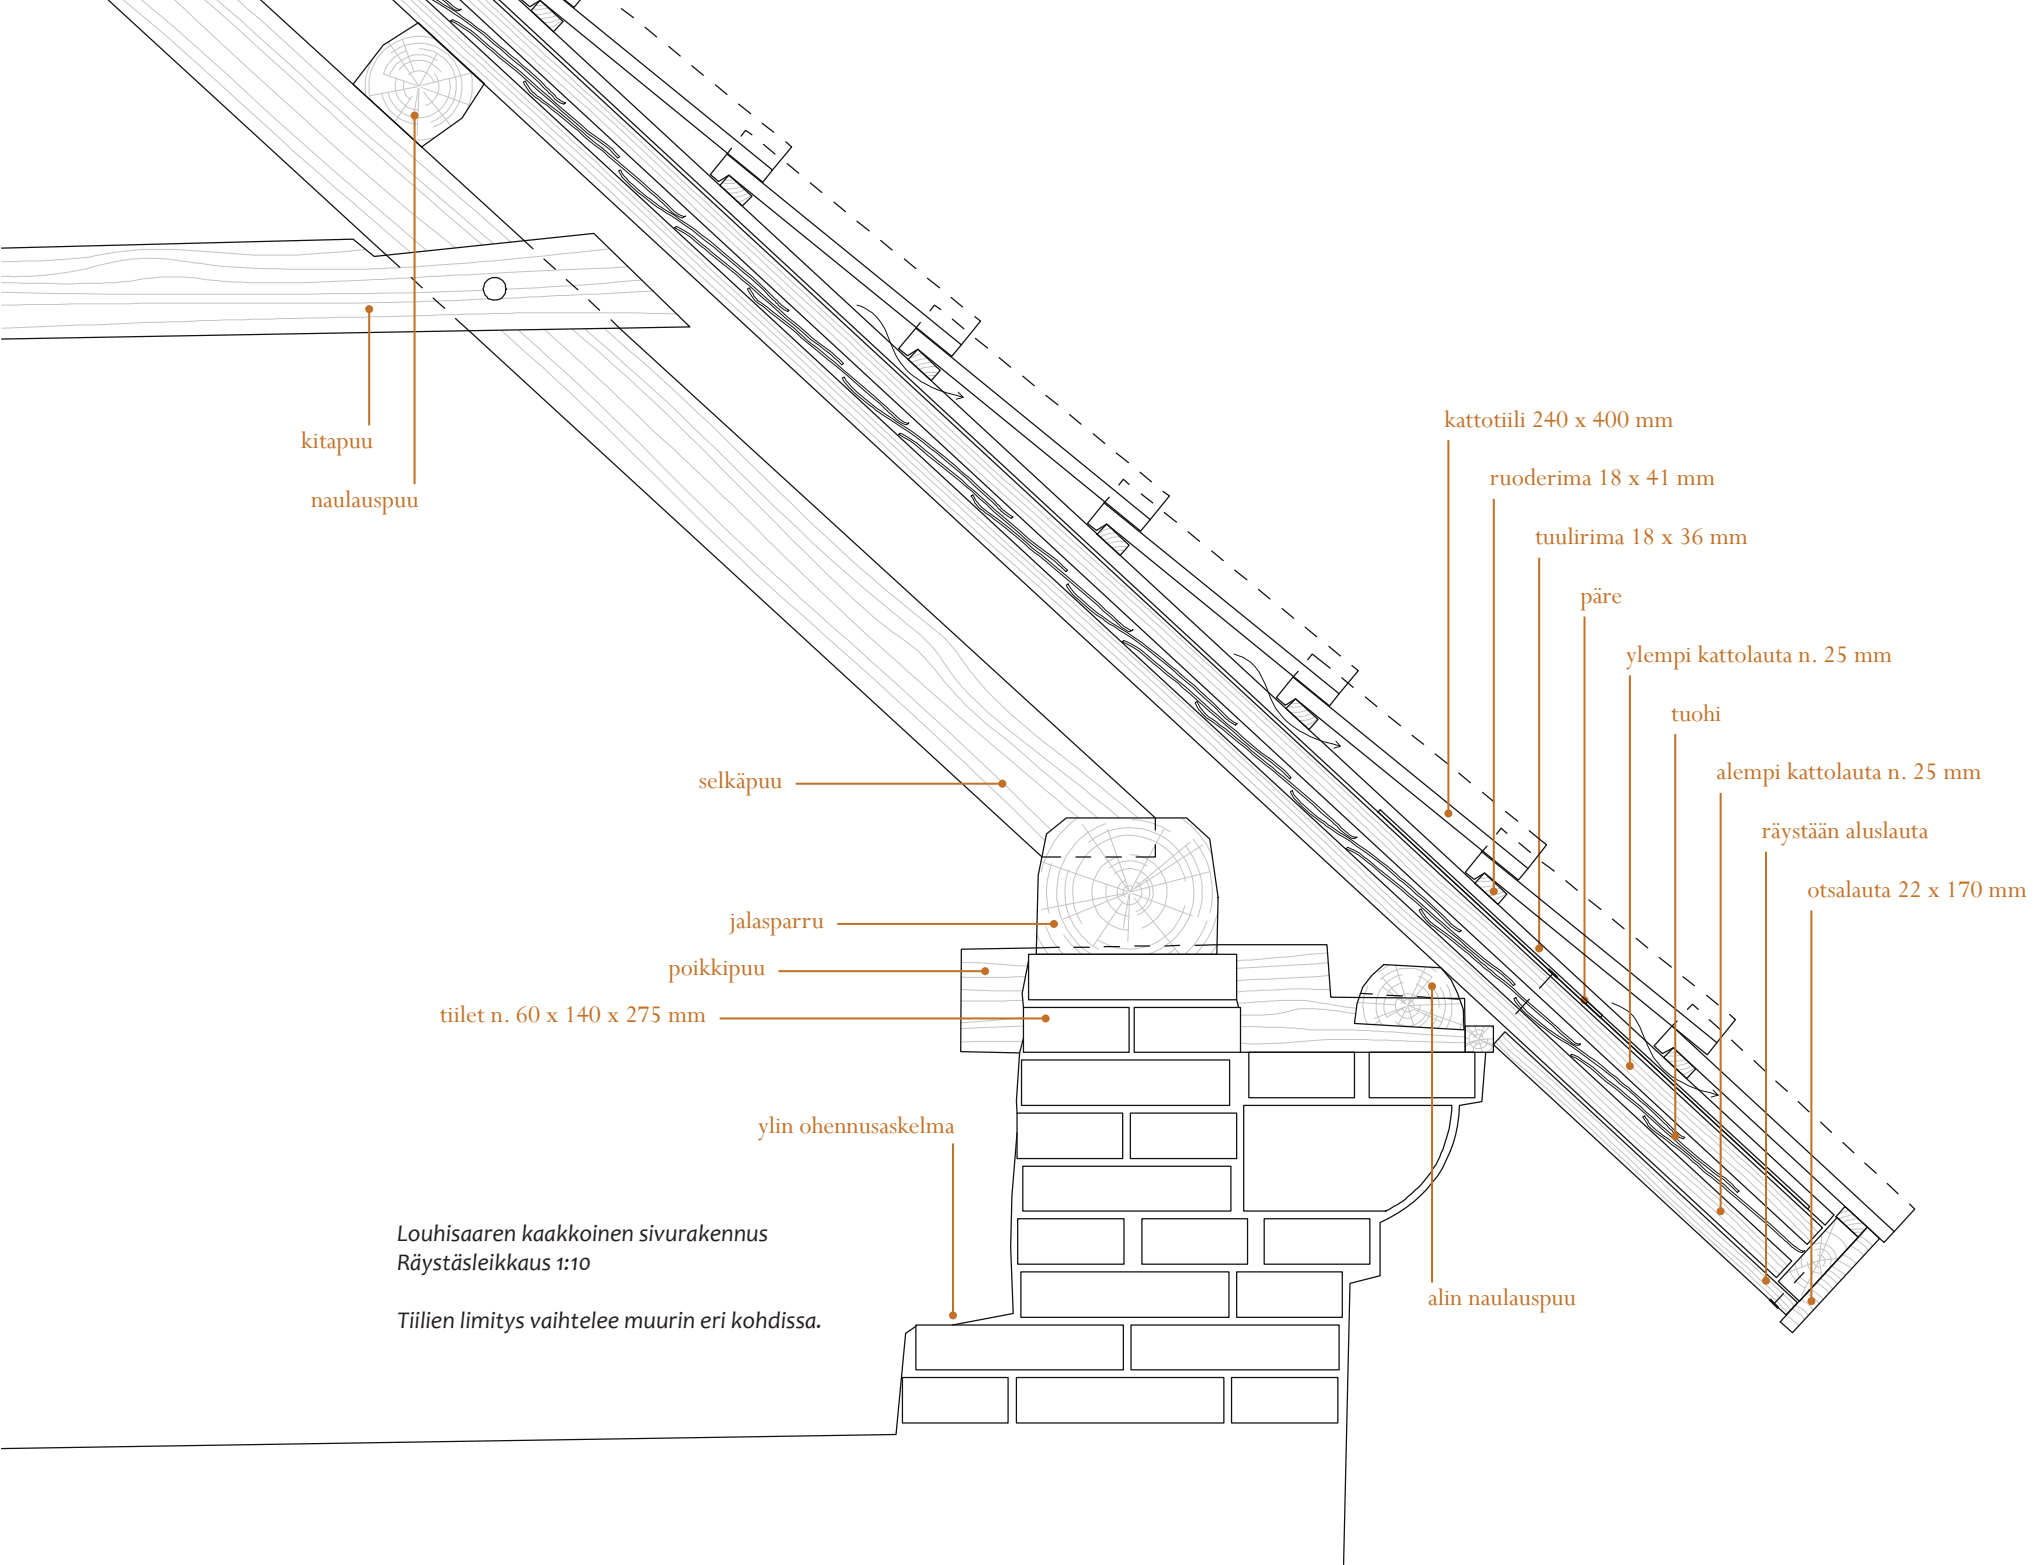 kitapuu
naulauspuu
kattotiili 240 x 400 mm
ruoderima 18 x 41 mm
tuulirima 18 x 36 mm
päre
ylempi kattolauta n. 25 mm
tuohi
alempi kattolauta n. 25 mm
räystään aluslauta
otsalauta 22 x 170 mm
selkäpuu
jalasparru
poikkipuu
tiilet n. 60 x 140 x 275 mm
ylin ohennusaskelma
alin naulauspuu
Louhisaaren kaakkoinen sivurakennus
Räystäsleikkaus 1:10
Tiilien limitys vaihtelee muurin eri kohdissa.